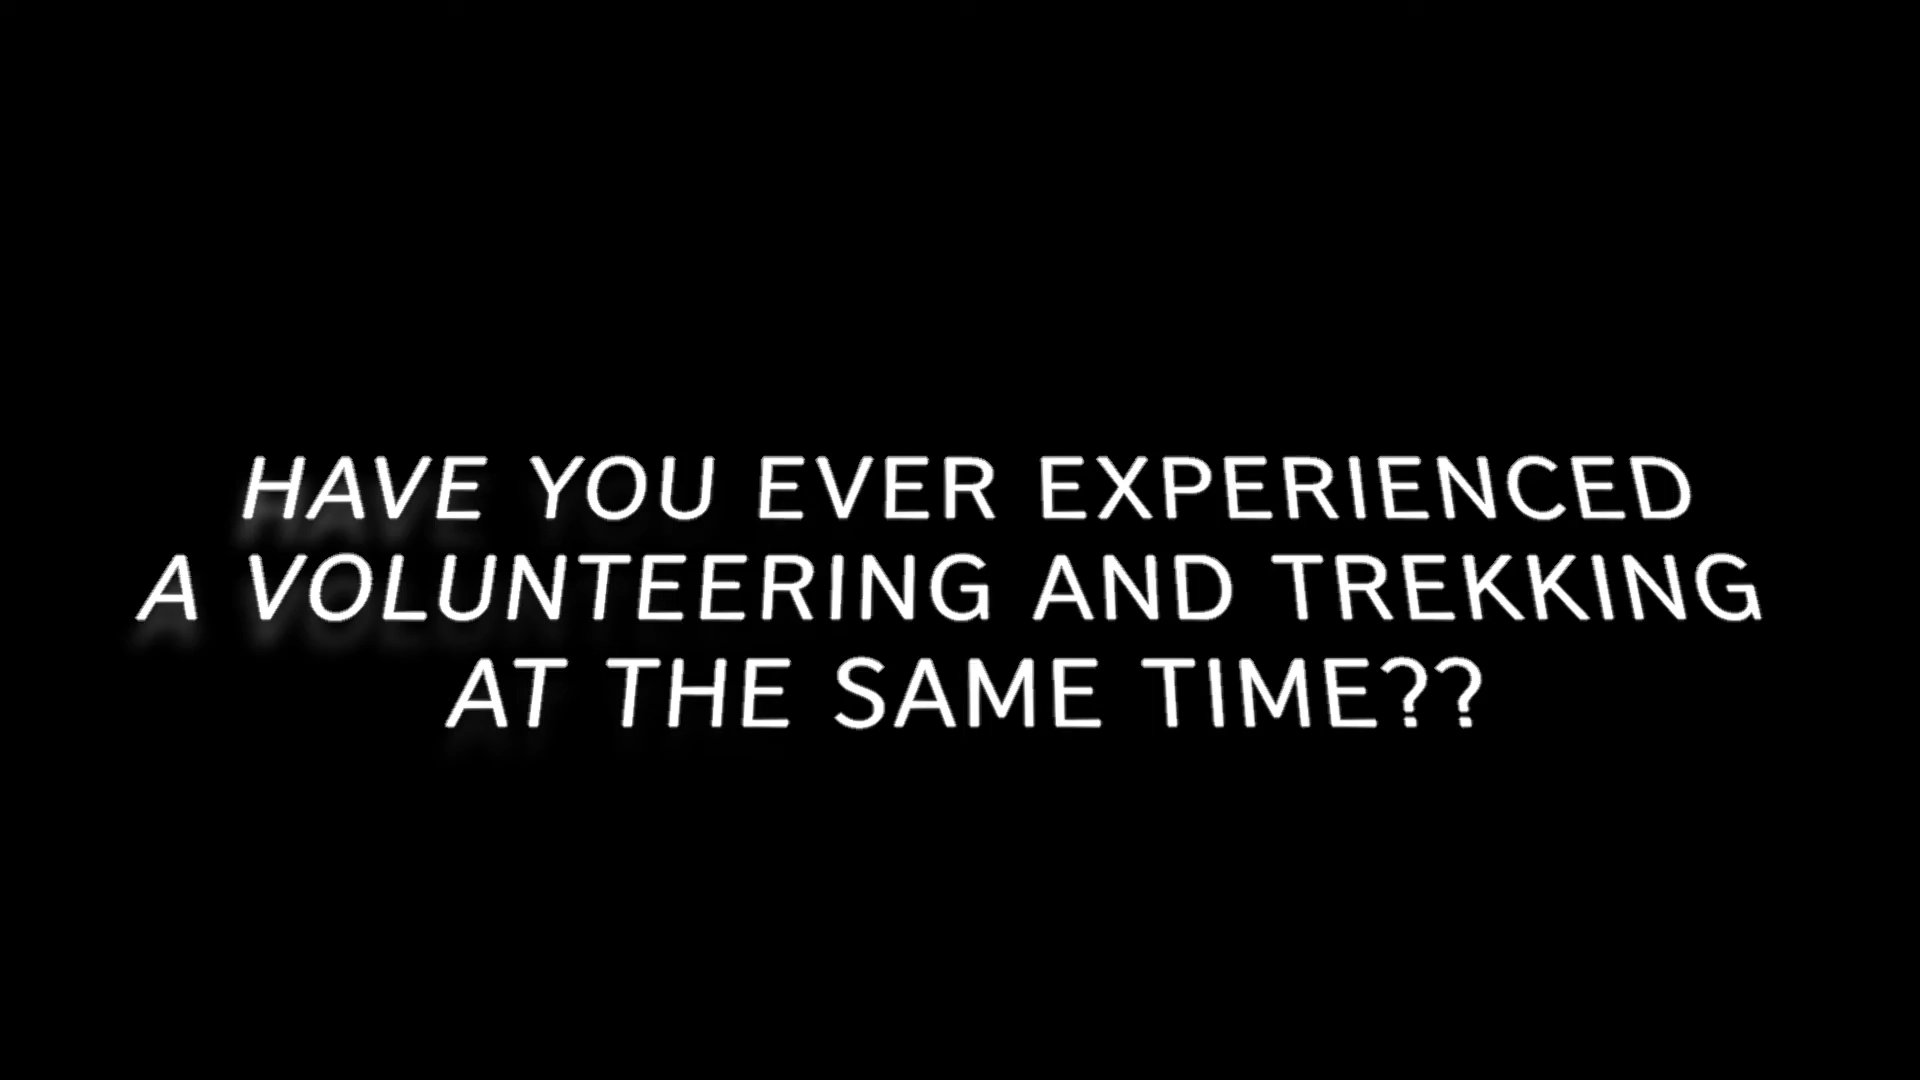 HAVE YOU EVER EXPERIENCED
A VOLUNTEERING AND TREKKING
AT THE SAME TIME??